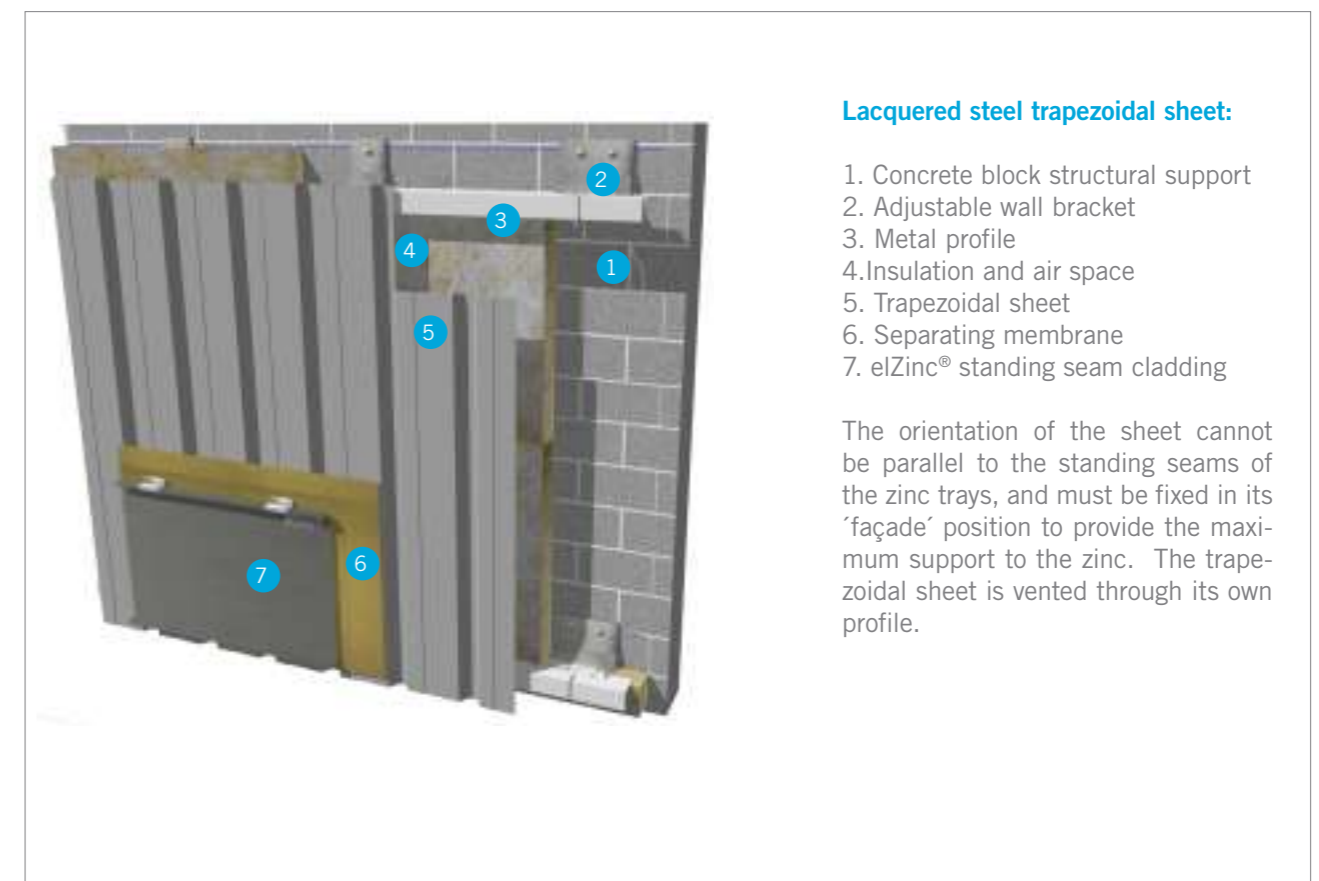 Lacquered steel trapezoidal sheet:
1. Concrete block structural support
2. Adjustable wall bracket
3. Metal profile
4.Insulation and air space
5. Trapezoidal sheet
6. Separating membrane
7. elZinc® standing seam cladding
The orientation of the sheet cannot
be parallel to the standing seams of
the zinc trays, and must be fixed in its
´façade´ position to provide the maxi-
mum support to the zinc. The trape-
zoidal sheet is vented through its own
profile.
2
3
4
1
5
6
7